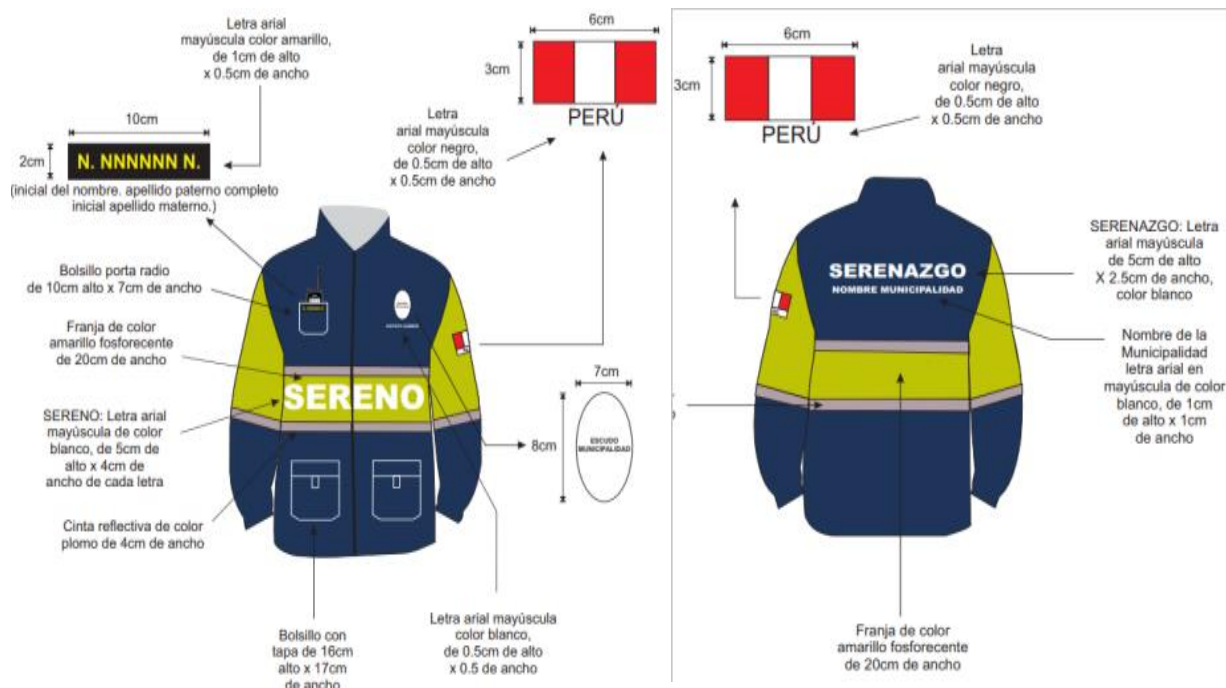 Letra arial
mayúscula color amarillo,
de 1cm de alto
x 0.5cm de ancho
10cm
2cm
N. NNNNNN N.
(inicial del nombre. apellido paterno completo
inicial apellido materno.)
6cm
3cm
PERÚ
Letra
arial mayúscula
color negro,
de 0.5cm de alto
x 0.5cm de ancho
Bolsillo porta radio
de 10cm alto x 7cm de ancho
Franja de color
amarillo fosforecente
de 20cm de ancho
SERENO: Letra arial
mayúscula de color
blanco, de 5cm de
alto x 4cm de
ancho de cada letra
Cinta reflectiva de color
plomo de 4cm de ancho
SERENO
7cm
8cm
ESCUDO
MUNICIPALIDAD
Bolsillo con
tapa de 16cm
alto x 17cm
de ancho
Letra arial mayúscula
color blanco,
de 0.5cm de alto
x 0.5 de ancho
6cm
3cm
PERÚ
Letra
arial mayúscula
color negro,
de 0.5cm de alto
x 0.5cm de ancho
SERENAZGO
NOMBRE MUNICIPALIDAD
SERENAZGO: Letra
arial mayúscula
de 5cm de alto
X 2.5cm de ancho,
color blanco
Nombre de la
Municipalidad
letra arial en
mayúscula de color
blanco, de 1cm
de alto x 1cm
de ancho
Franja de color
amarillo fosforecente
de 20cm de ancho